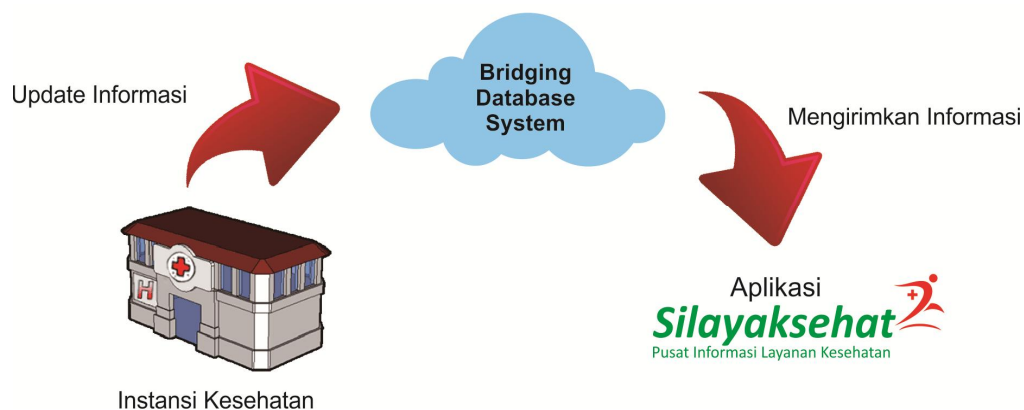 Update Informasi
Bridging
Database
System
Mengirimkan Informasi
H
Instansi Kesehatan
Aplikasi
Silayaksehat
Pusat Informasi Layanan Kesehatan